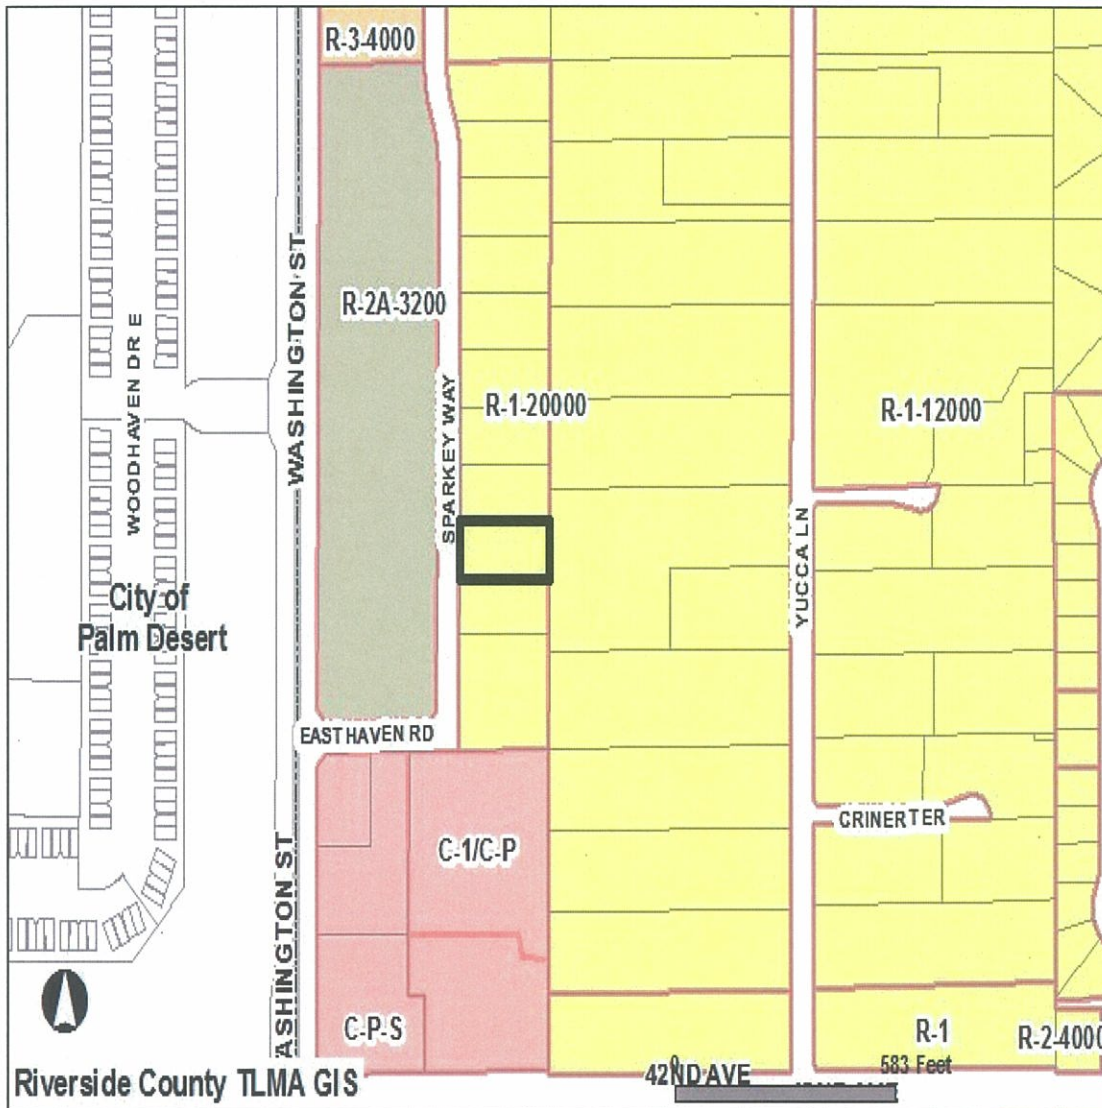 R-3-4000
WASHINGTON ST
R-2A-3200
WOODHAVEN DR E
SPARKEY WAY
R-1-20000
R-1-12000
YUCCA LN
City of
Palm Desert
EAST HAVEN RD
CRINER TER
C-1/C-P
WASHINGTON ST
C-P-S
R-1
R-2-4000
Riverside County TLMA GIS
42ND AVE
0
583 Feet